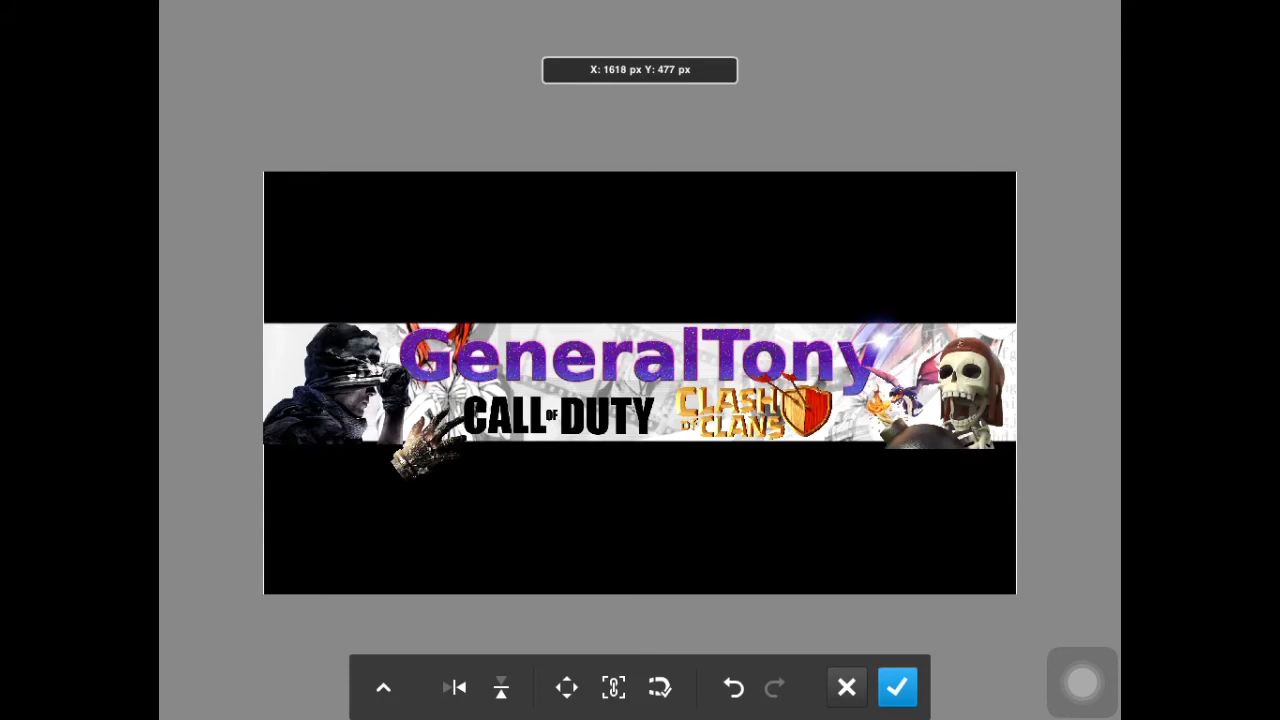 X: 1618 px Y: 477 px
GeneralTony
CALL OF DUTY
CLASH
OF CLANS